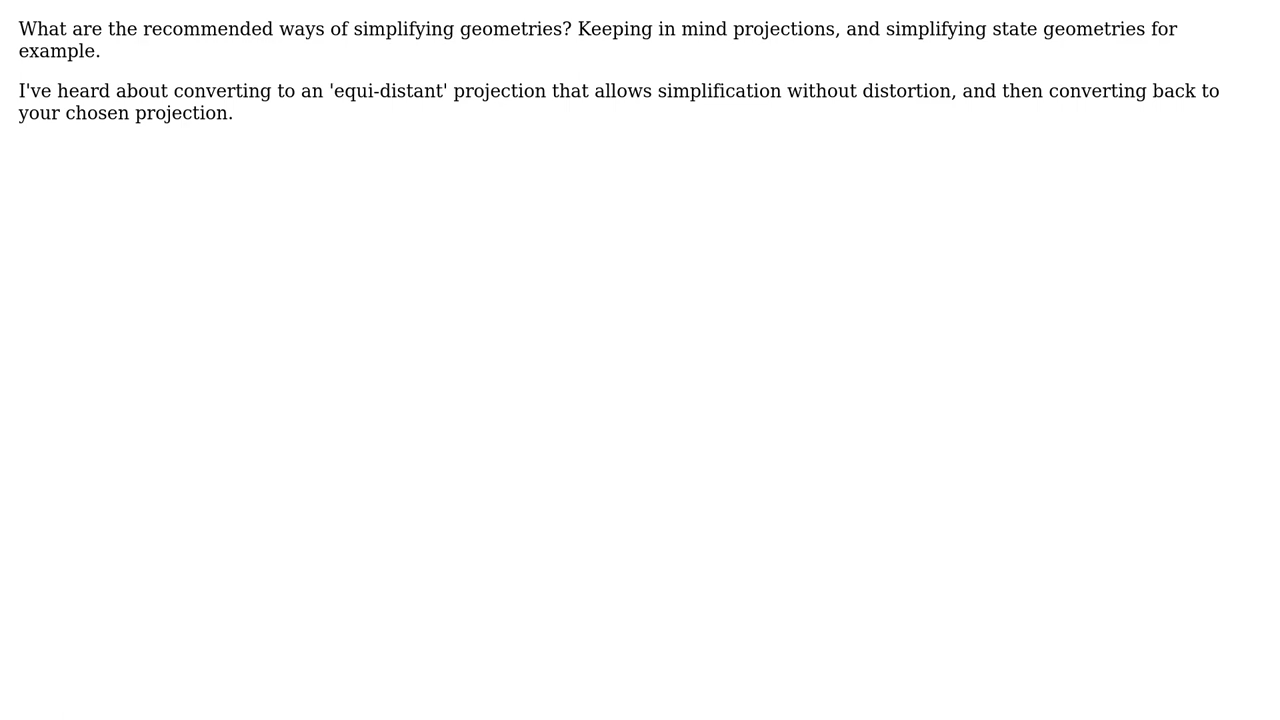 What are the recommended ways of simplifying geometries? Keeping in mind projections, and simplifying state geometries for
example.
I've heard about converting to an 'equi-distant' projection that allows simplification without distortion, and then converting back to
your chosen projection.